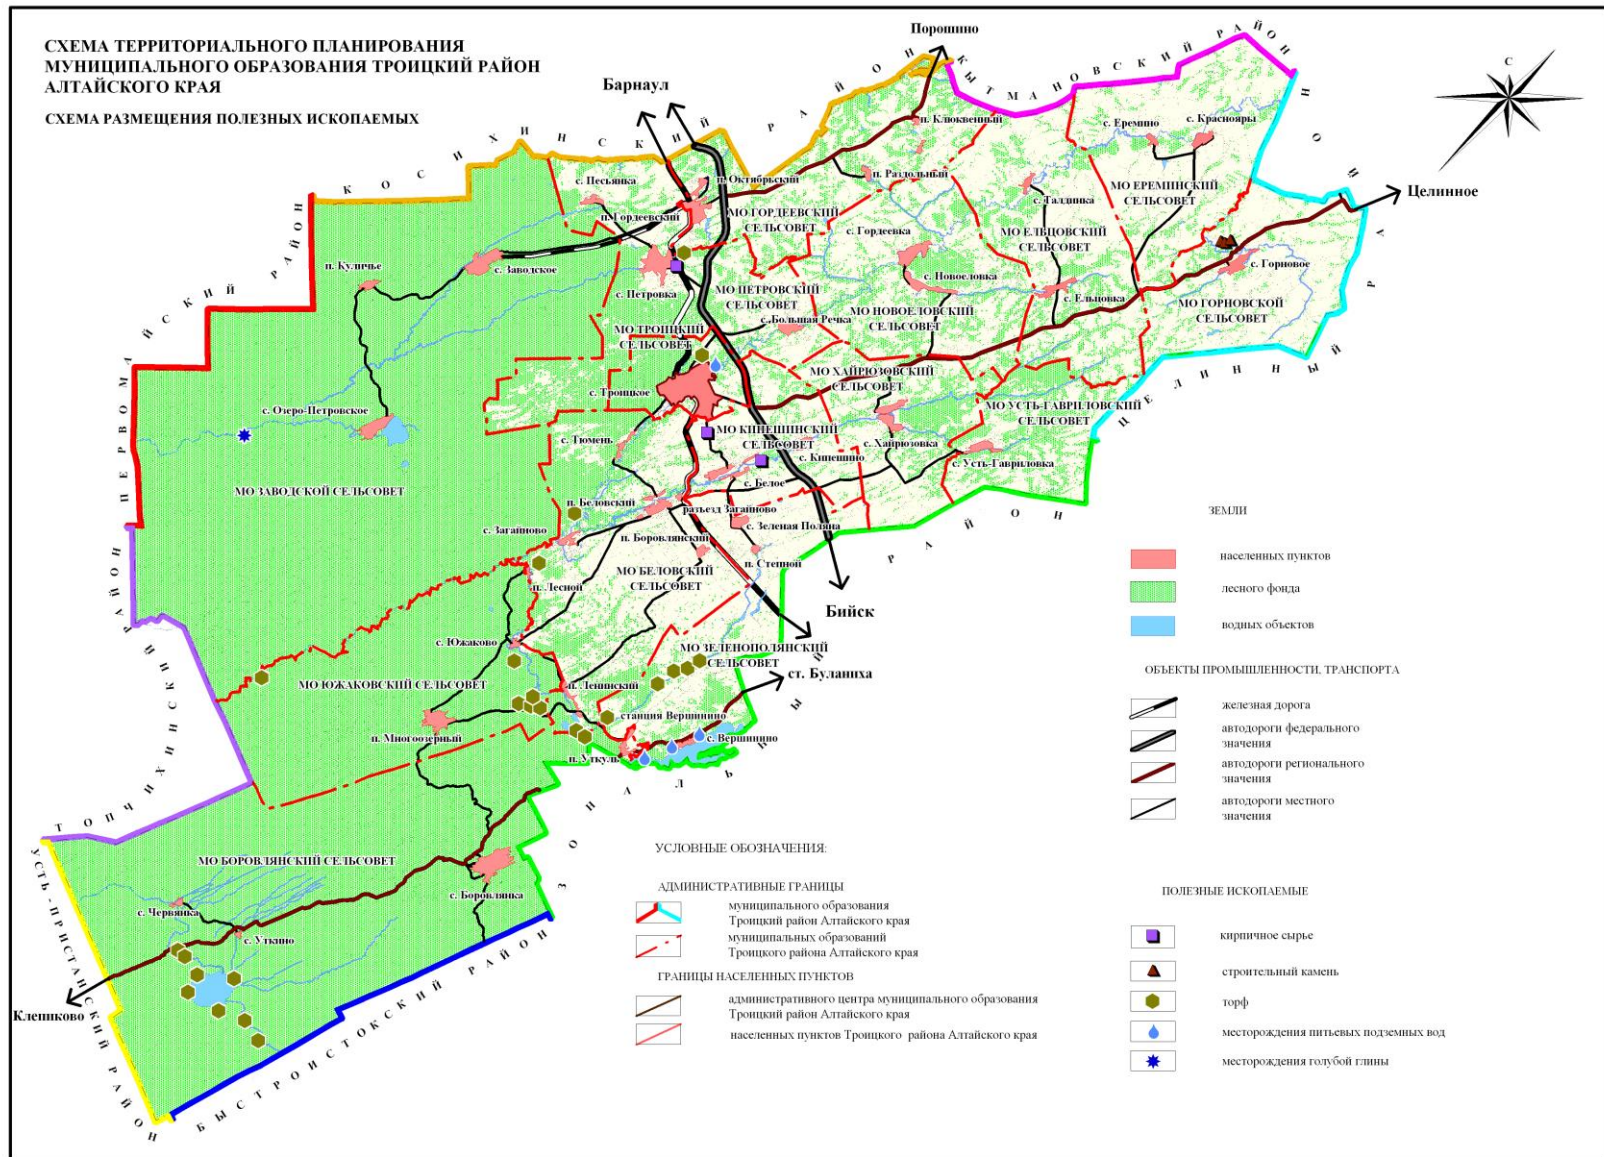 СХЕМА ТЕРРИТОРИАЛЬНОГО ПЛАНИРОВАНИЯ
МУНИЦИПАЛЬНОГО ОБРАЗОВАНИЯ ТРОИЦКИЙ РАЙОН
АЛТАЙСКОГО КРАЯ
СХЕМА РАЗМЕЩЕНИЯ ПОЛЕЗНЫХ ИСКОПАЕМЫХ
Порошино
Барнаул
Целинное
Бийск
ст. Буланиха
Клепиково
С
КОСИХИНСКИЙ РАЙОН
КЫТМАНОВСКИЙ РАЙОН
ЦЕЛИННЫЙ РАЙОН
ПЕРВОМАЙСКИЙ РАЙОН
ТОПЧИХИНСКИЙ РАЙОН
УСТЬ-ПРИСТАНСКИЙ РАЙОН
БЫСТРОИСТОКСКИЙ РАЙОН
ЗОНАЛЬНЫЙ РАЙОН
п. Клюквенный
с. Еремино
с. Краснояры
с. Песьянка
п. Октябрьский
п. Раздольный
с. Талдинка
МО ЕРЕМИНСКИЙ
СЕЛЬСОВЕТ
п. Гордеевский
МО ГОРДЕЕВСКИЙ
СЕЛЬСОВЕТ
с. Гордеевка
МО ЕЛЬЦОВСКИЙ
СЕЛЬСОВЕТ
п. Куличье
с. Заводское
с. Новоеловка
с. Горновое
с. Петровка
МО ПЕТРОВСКИЙ
СЕЛЬСОВЕТ
с. Ельцовка
МО ГОРНОВСКОЙ
СЕЛЬСОВЕТ
с. Большая Речка
МО НОВОЕЛОВСКИЙ
СЕЛЬСОВЕТ
МО ТРОИЦКИЙ
СЕЛЬСОВЕТ
с. Троицкое
МО ХАЙРЮЗОВСКИЙ
СЕЛЬСОВЕТ
с. Озеро-Петровское
МО УСТЬ-ГАВРИЛОВСКИЙ
СЕЛЬСОВЕТ
с. Тюмень
МО КИПЕШИНСКИЙ
СЕЛЬСОВЕТ
с. Хайрюзовка
с. Кипешино
с. Усть-Гавриловка
МО ЗАВОДСКОЙ СЕЛЬСОВЕТ
с. Белое
п. Беловский
разъезд Загайново
с. Загайново
с. Зеленая Поляна
п. Боровлянский
п. Степной
МО БЕЛОВСКИЙ
СЕЛЬСОВЕТ
п. Лесной
с. Южаково
МО ЗЕЛЕНОПОЛЯНСКИЙ
СЕЛЬСОВЕТ
МО ЮЖАКОВСКИЙ СЕЛЬСОВЕТ
п. Ленинский
станция Вершинино
п. Многоозерный
с. Вершинино
п. Уткуль
МО БОРОВЛЯНСКИЙ СЕЛЬСОВЕТ
с. Боровлянка
с. Червянка
с. Уткино
ЗЕМЛИ
населенных пунктов
лесного фонда
водных объектов
ОБЪЕКТЫ ПРОМЫШЛЕННОСТИ, ТРАНСПОРТА
железная дорога
автодороги федерального
значения
автодороги регионального
значения
автодороги местного
значения
УСЛОВНЫЕ ОБОЗНАЧЕНИЯ:
АДМИНИСТРАТИВНЫЕ ГРАНИЦЫ
муниципального образования
Троицкий район Алтайского края
муниципальных образований
Троицкого района Алтайского края
ГРАНИЦЫ НАСЕЛЕННЫХ ПУНКТОВ
административного центра муниципального образования
Троицкий район Алтайского края
населенных пунктов Троицкого района Алтайского края
ПОЛЕЗНЫЕ ИСКОПАЕМЫЕ
кирпичное сырье
строительный камень
торф
месторождения питьевых подземных вод
месторождения голубой глины